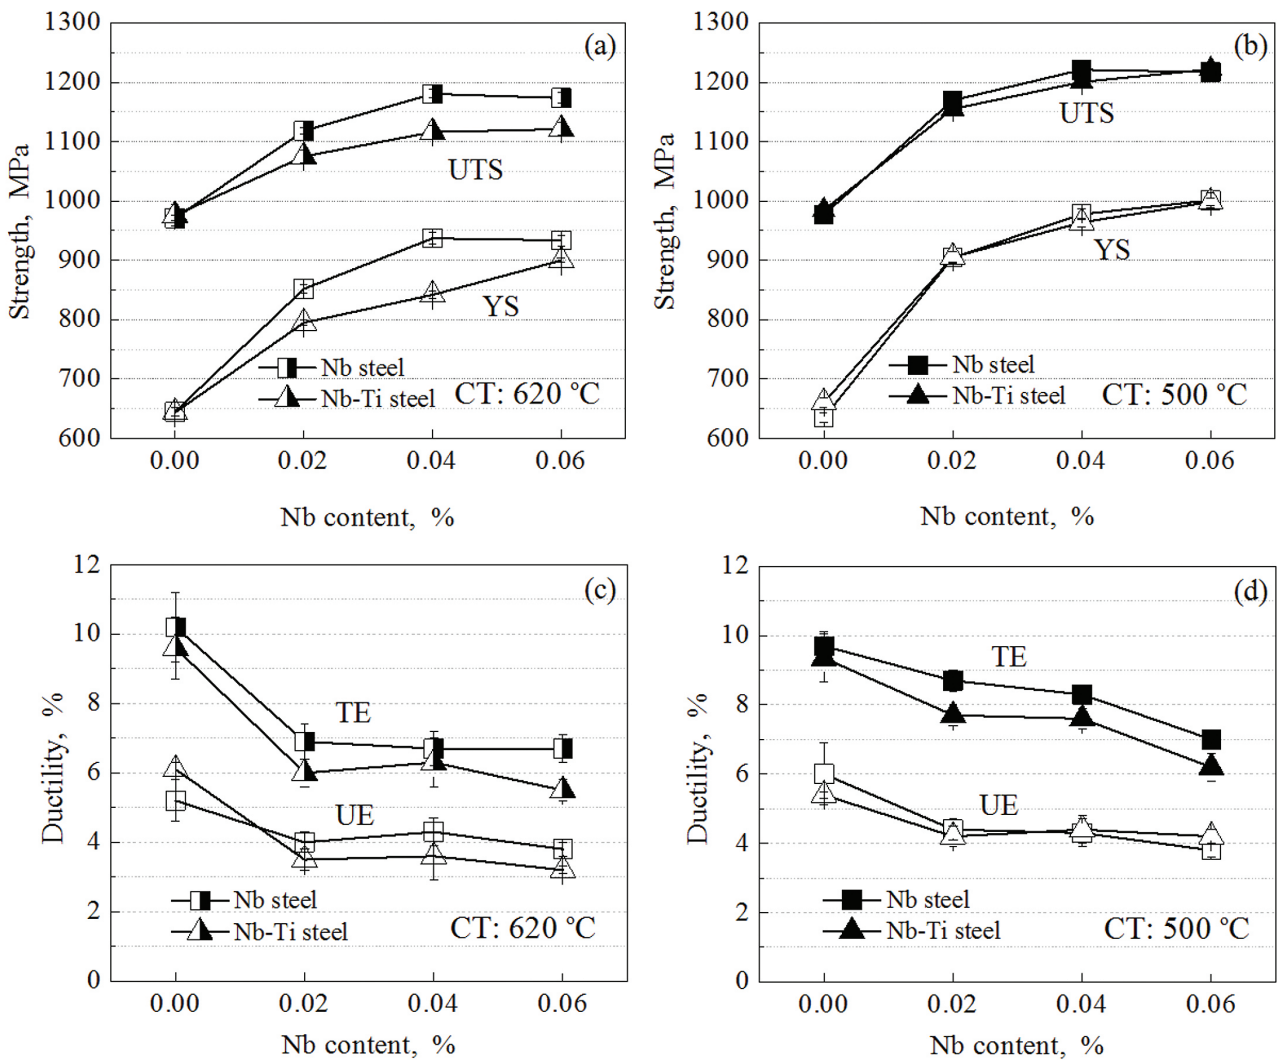 (a)
1300
1200
1100
1000
900
800
700
600
Strength, MPa
UTS
YS
Nb steel
Nb-Ti steel
CT: 620 ºC
0.00 0.02 0.04 0.06
Nb content, %
(b)
1300
1200
1100
1000
900
800
700
600
Strength, MPa
UTS
YS
Nb steel
Nb-Ti steel
CT: 500 ºC
0.00 0.02 0.04 0.06
Nb content, %
(c)
12
10
8
6
4
2
0
Ductility, %
TE
UE
Nb steel
Nb-Ti steel
CT: 620 ºC
0.00 0.02 0.04 0.06
Nb content, %
(d)
12
10
8
6
4
2
0
Ductility, %
TE
UE
Nb steel
Nb-Ti steel
CT: 500 ºC
0.00 0.02 0.04 0.06
Nb content, %